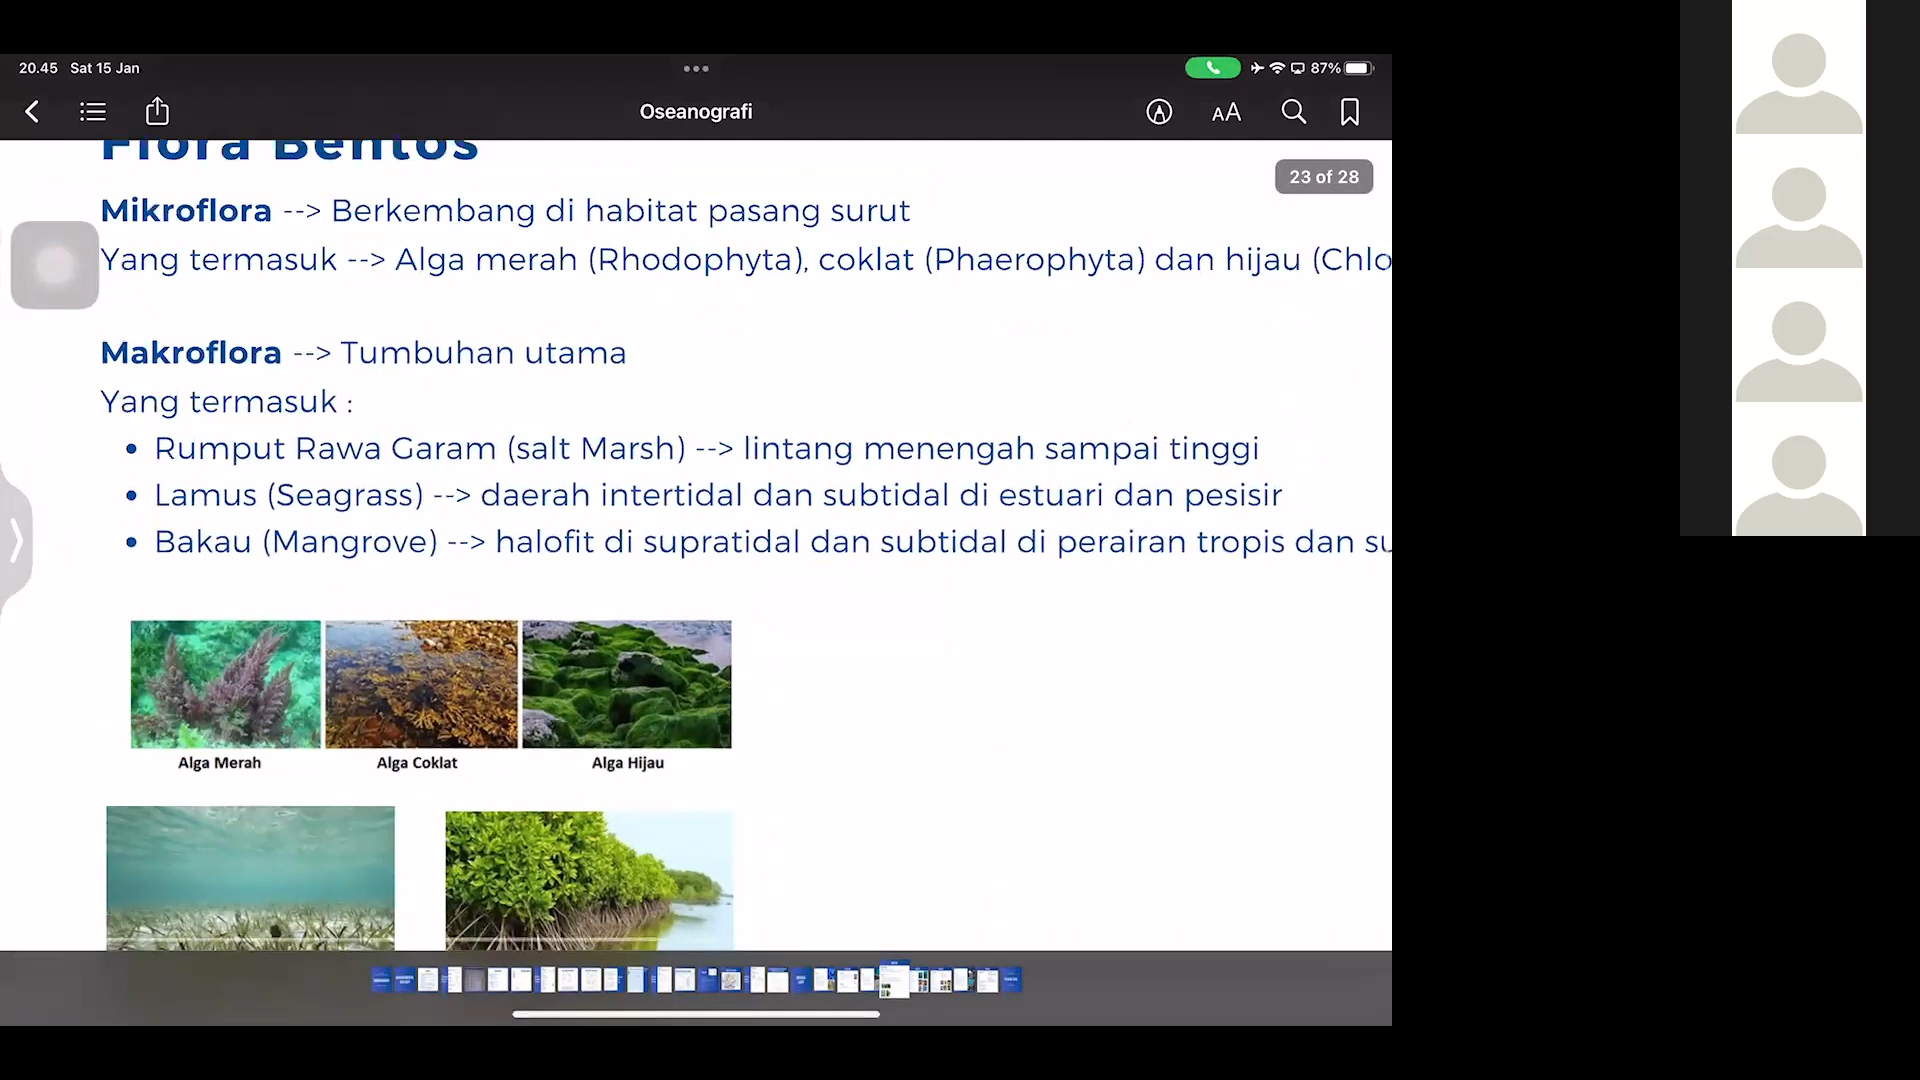 20.45 Sat 15 Jan
87%
Oseanografi
AA
Flora Bentos
23 of 28
Mikroflora --> Berkembang di habitat pasang surut
Yang termasuk --> Alga merah (Rhodophyta), coklat (Phaerophyta) dan hijau (Chlo
Makroflora --> Tumbuhan utama
Yang termasuk :
• Rumput Rawa Garam (salt Marsh) --> lintang menengah sampai tinggi
• Lamus (Seagrass) --> daerah intertidal dan subtidal di estuari dan pesisir
• Bakau (Mangrove) --> halofit di supratidal dan subtidal di perairan tropis dan su
Alga Merah
Alga Coklat
Alga Hijau